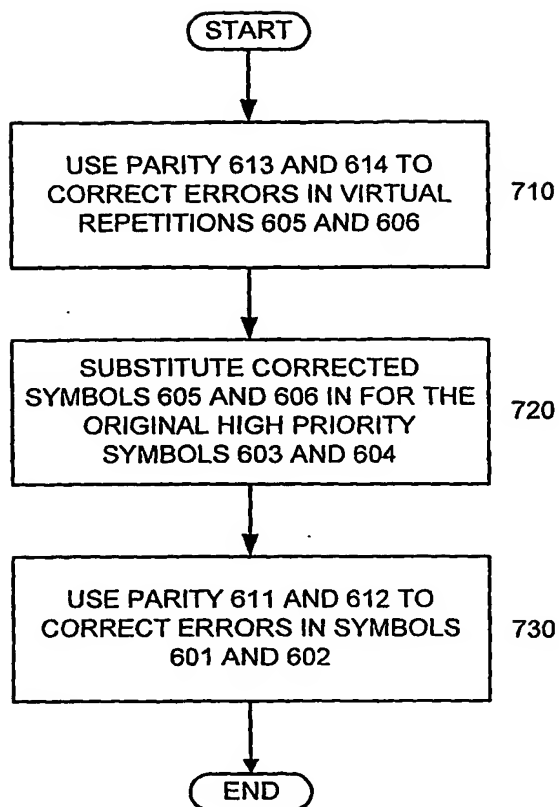 START
USE PARITY 613 AND 614 TO
CORRECT ERRORS IN VIRTUAL
REPETITIONS 605 AND 606
710
SUBSTITUTE CORRECTED
SYMBOLS 605 AND 606 IN FOR THE
ORIGINAL HIGH PRIORITY
SYMBOLS 603 AND 604
720
USE PARITY 611 AND 612 TO
CORRECT ERRORS IN SYMBOLS
601 AND 602
730
END